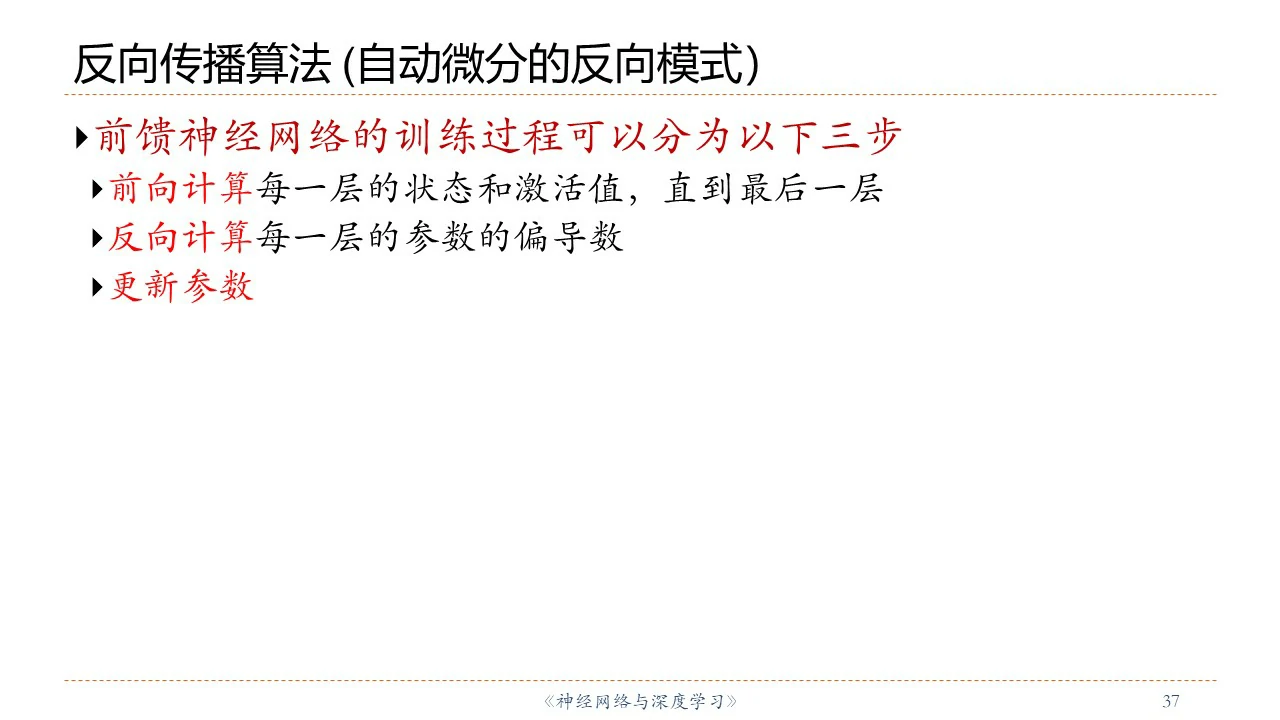 反向传播算法 (自动微分的反向模式)
前馈神经网络的训练过程可以分为以下三步
前向计算每一层的状态和激活值，直到最后一层
反向计算每一层的参数的偏导数
更新参数
《神经网络与深度学习》
37